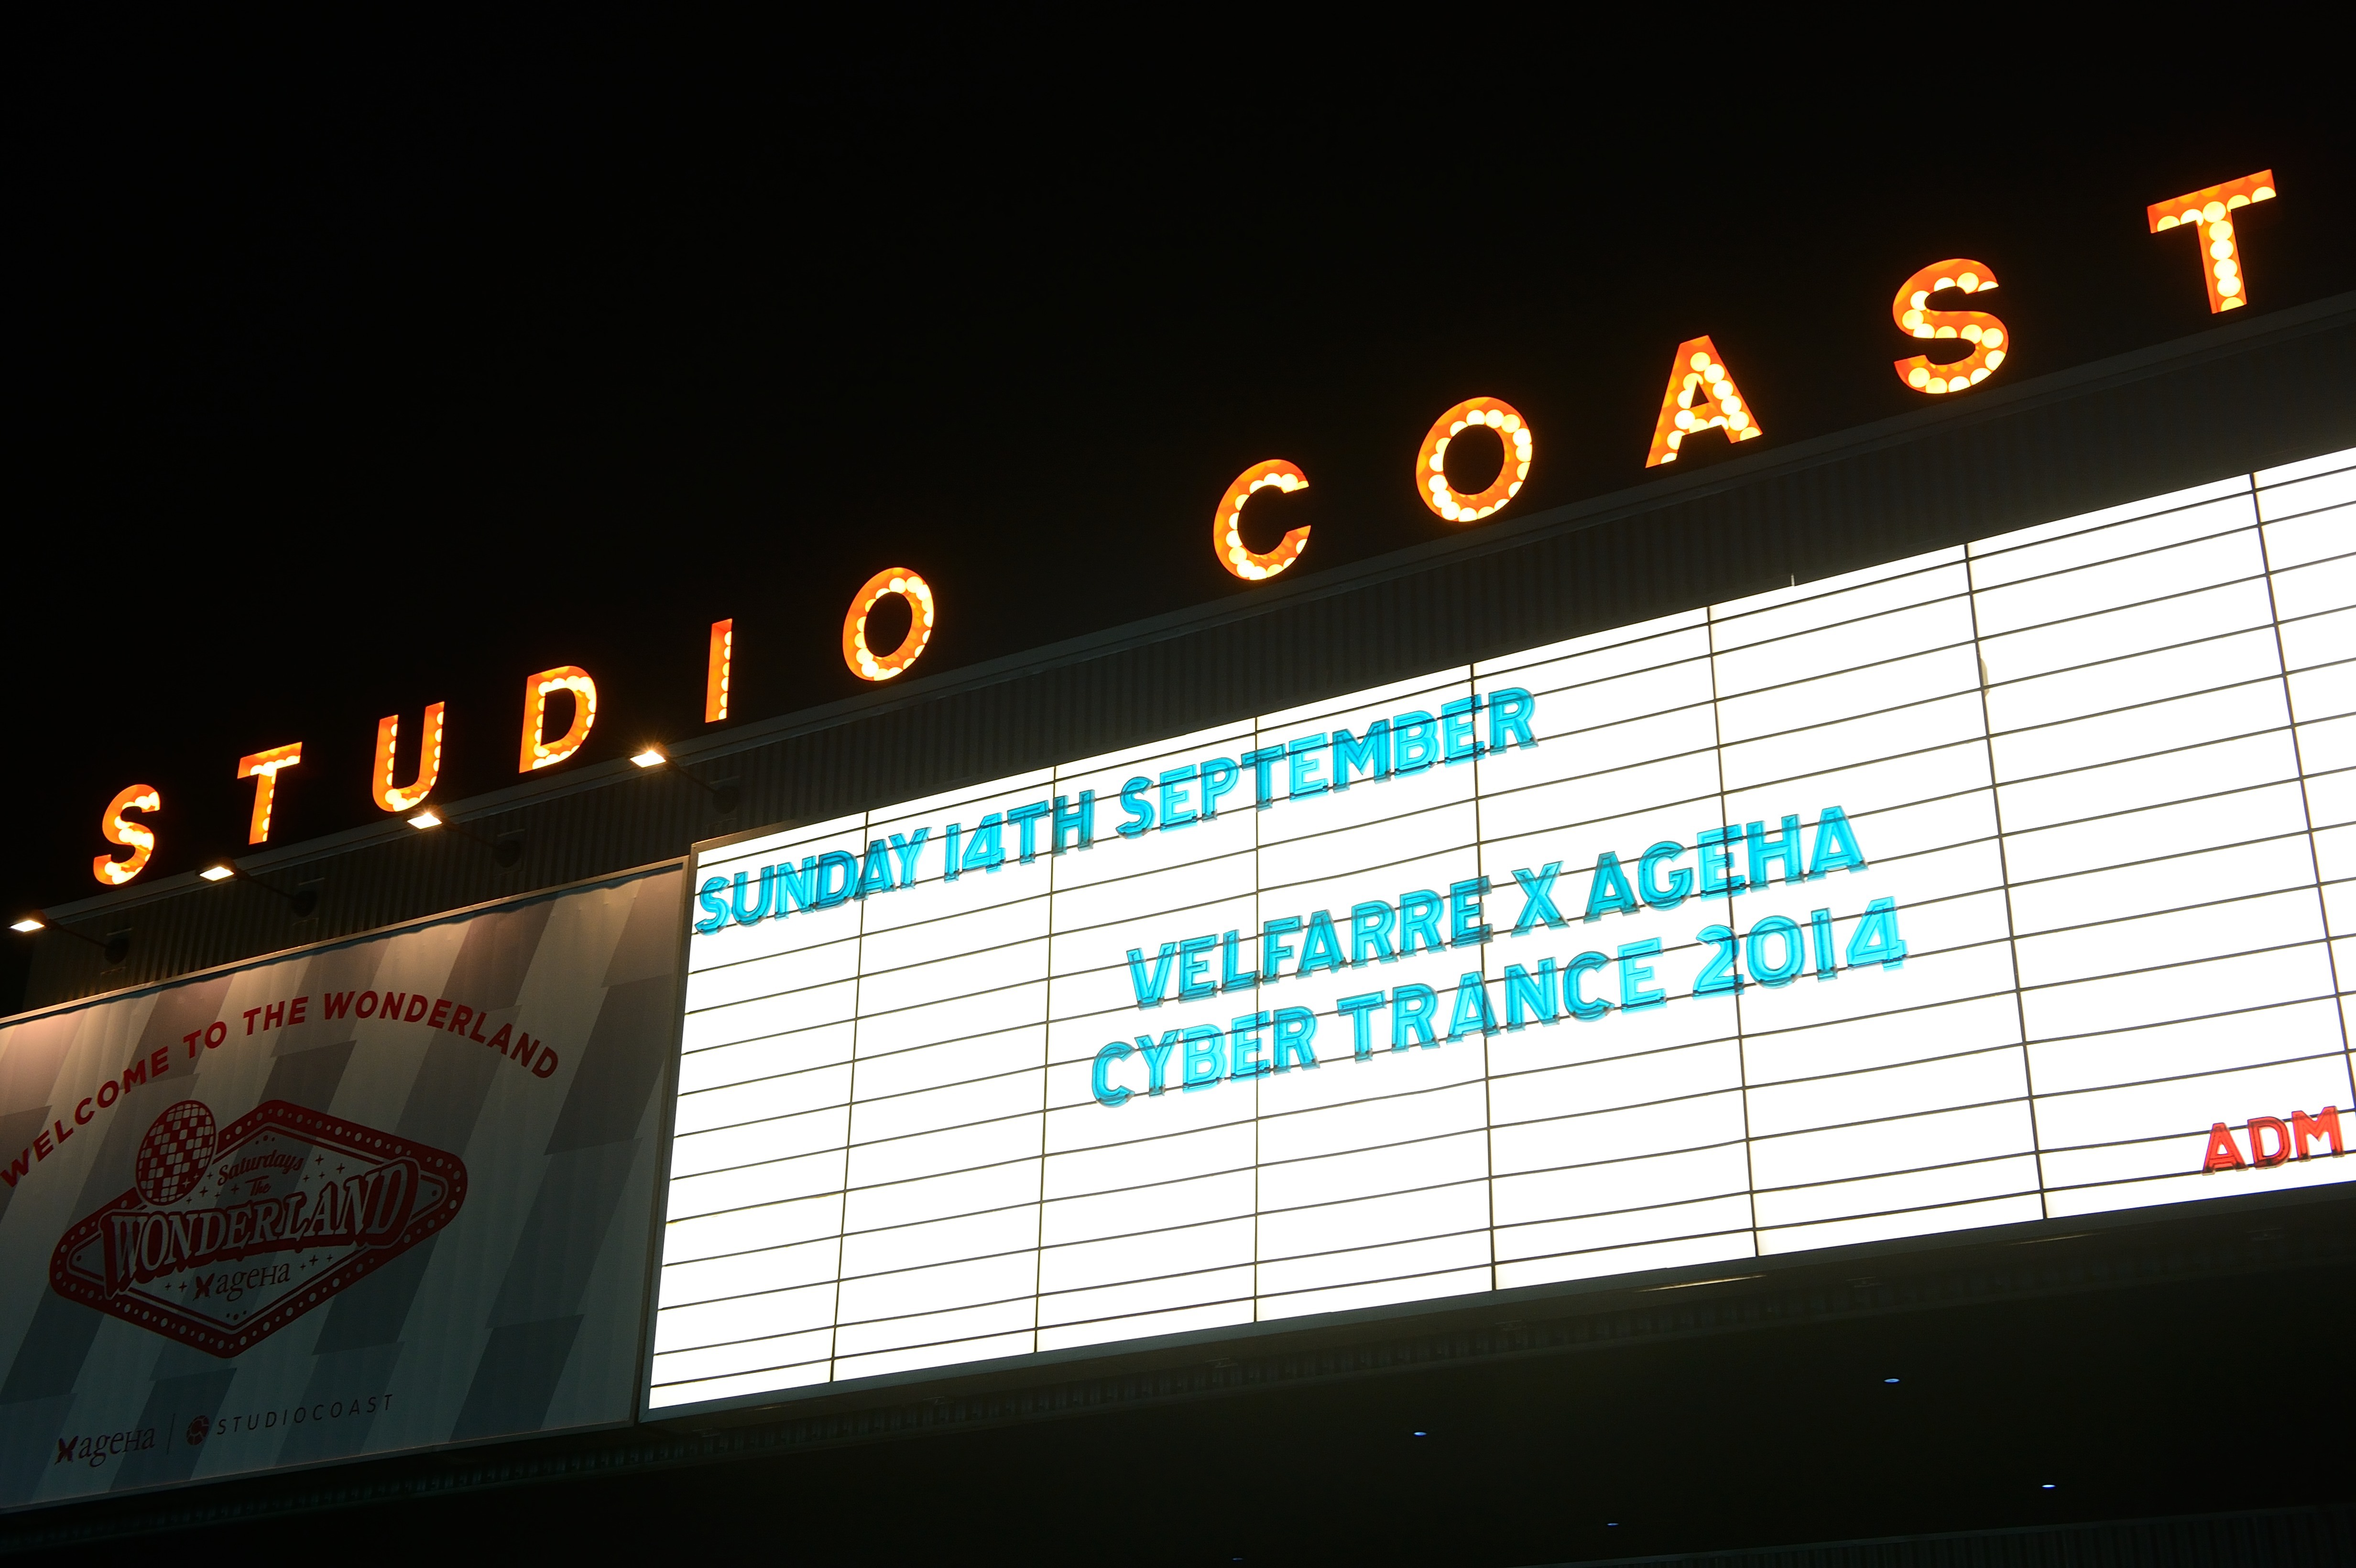 STUDIO COAST
SUNDAY 14TH SEPTEMBER
VELFARRE X AGEHA
CYBER TRANCE 2014
ADM
WELCOME TO THE WONDERLAND
Saturdays
The
WONDERLAND
ageHa
ageHa | STUDIOCOAST